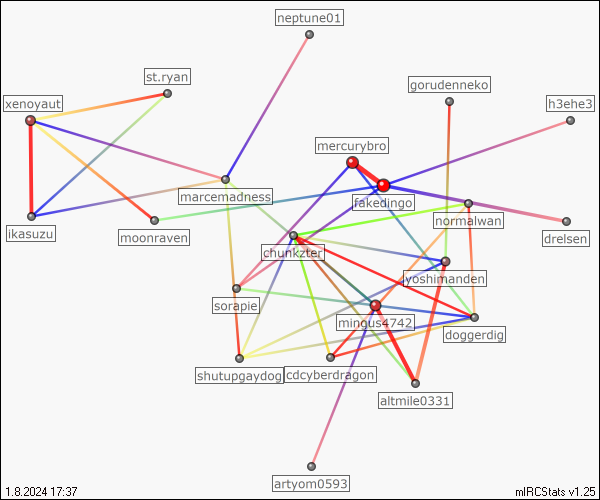 neptune01
st.ryan
gorudenneko
xenoyaut
h3ehe3
mercurybro
marcemadness
fakedingo
normalwan
ikasuzu
moonraven
drelsen
chunkzter
yoshimanden
sorapie
mingus4742
doggerdig
shutupgaydog
cdcyberdragon
altmile0331
artyom0593
1.8.2024 17:37
mIRCStats v1.25